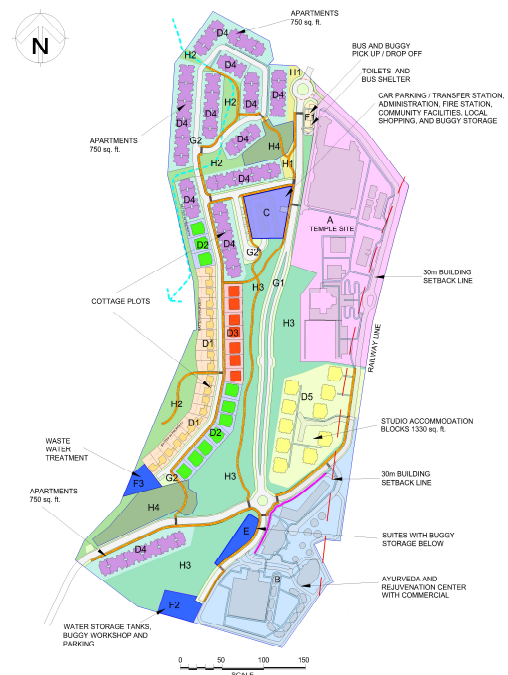 APARTMENTS
750 sq. ft.
N
D4
H2
D4
BUS AND BUGGY
PICK UP / DROP OFF
TOILETS AND
BUS SHELTER
H1
D4
D4
D4
H2
F1
CAR PARKING / TRANSFER STATION,
ADMINISTRATION, FIRE STATION,
COMMUNITY FACILITIES, LOCAL
SHOPPING, AND BUGGY STORAGE
D4
D4
APARTMENTS
750 sq. ft.
G2
D4
H4
H2
H1
D4
D4
C
A
TEMPLE SITE
D2
D4
G2
30m BUILDING
SETBACK LINE
G1
H3
COTTAGE PLOTS
H3
D3
D1
RAILWAY LINE
H2
D5
D1
D2
STUDIO ACCOMMODATION
BLOCKS 1330 sq. ft.
WASTE
WATER
TREATMENT
G2
H3
F3
30m BUILDING
SETBACK LINE
APARTMENTS
750 sq. ft.
H4
E
SUITES WITH BUGGY
STORAGE BELOW
D4
H3
B
AYURVEDA AND
REJUVENATION CENTER
WITH COMMERCIAL
F2
WATER STORAGE TANKS,
BUGGY WORKSHOP AND
PARKING
0 50 100 150
SCALE